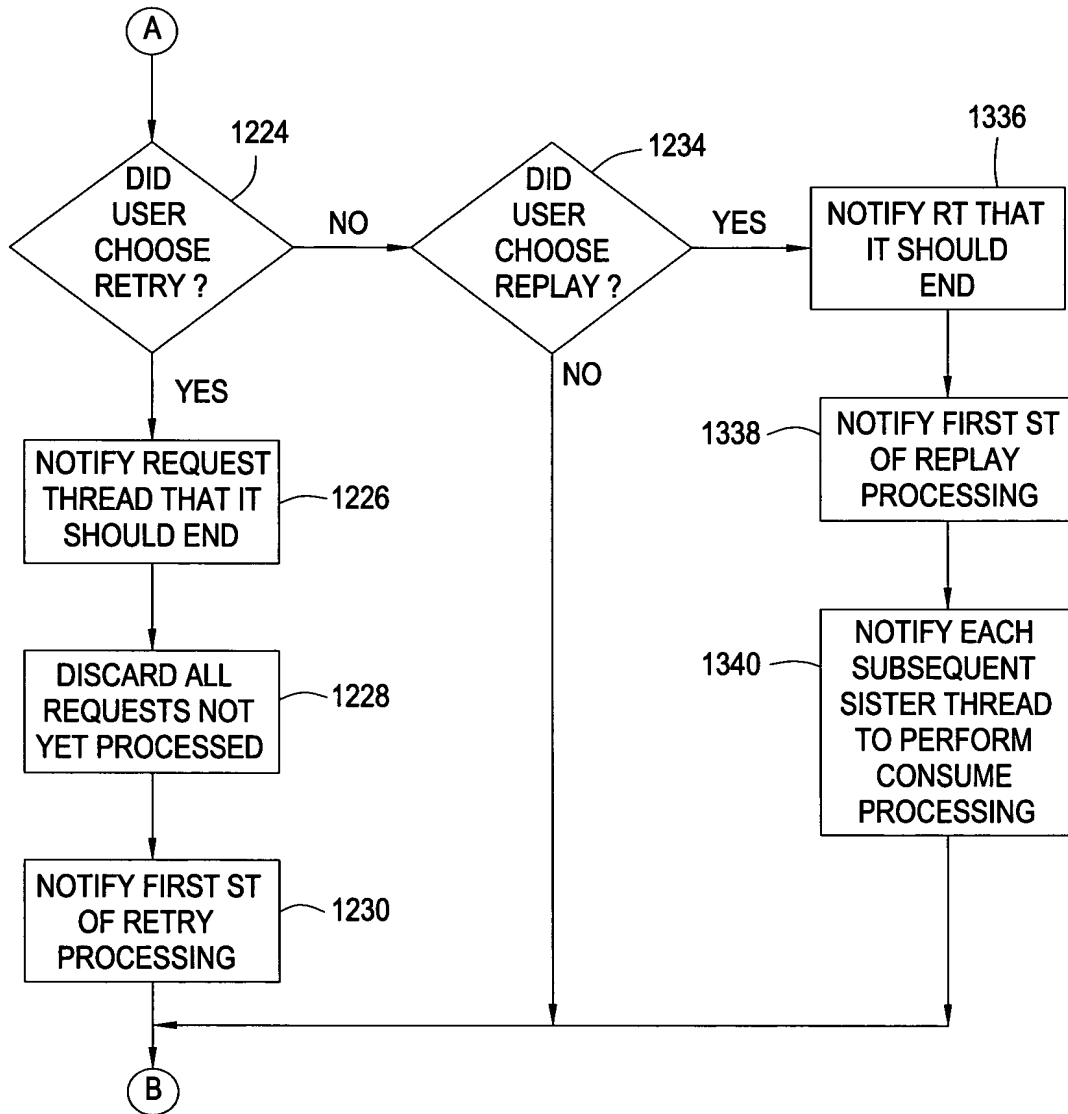 A
1224
DID
USER
CHOOSE
RETRY ?
NO
1234
DID
USER
CHOOSE
REPLAY ?
YES
1336
NOTIFY RT THAT
IT SHOULD
END
YES
NO
NOTIFY REQUEST
THREAD THAT IT
SHOULD END
1226
1338
NOTIFY FIRST ST
OF REPLAY
PROCESSING
DISCARD ALL
REQUESTS NOT
YET PROCESSED
1228
1340
NOTIFY EACH
SUBSEQUENT
SISTER THREAD
TO PERFORM
CONSUME
PROCESSING
NOTIFY FIRST ST
OF RETRY
PROCESSING
1230
B